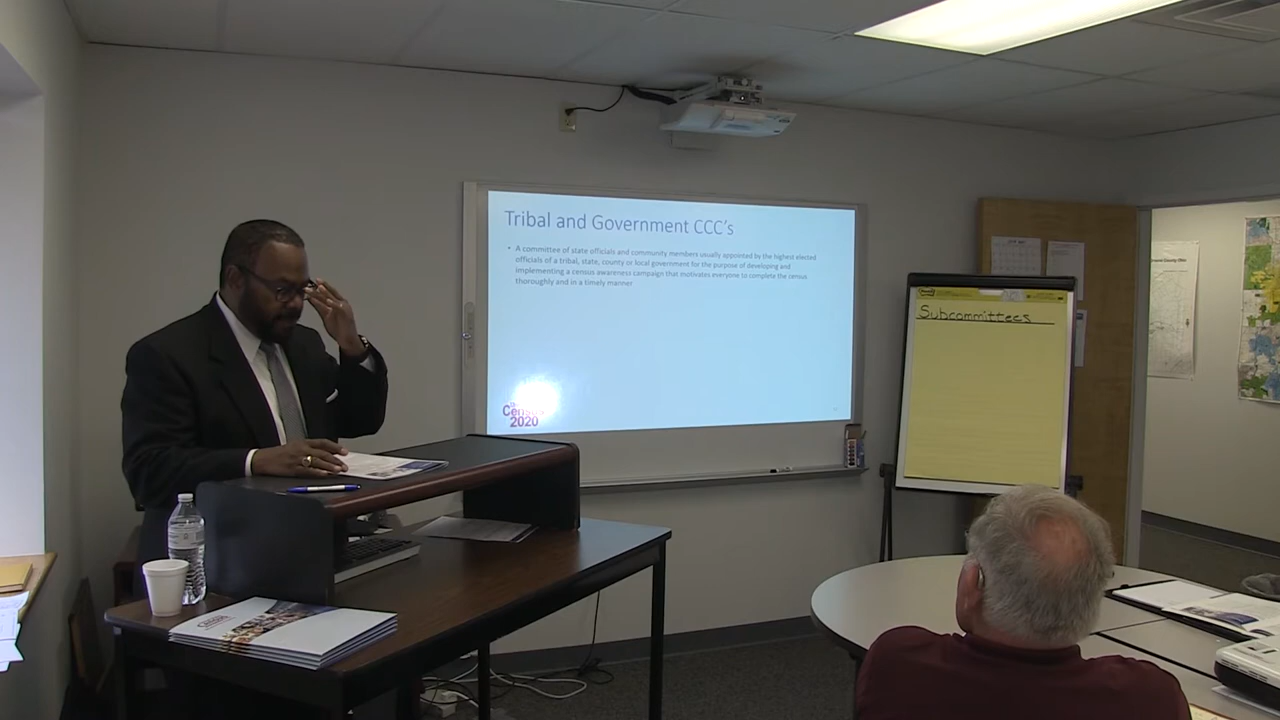 Tribal and Government CCC's
• A committee of state officials and community members usually appointed by the highest elected
officials of a tribal, state, county or local government for the purpose of developing and
implementing a census awareness campaign that motivates everyone to complete the census
thoroughly and in a timely manner
Census
2020
Subcommittees